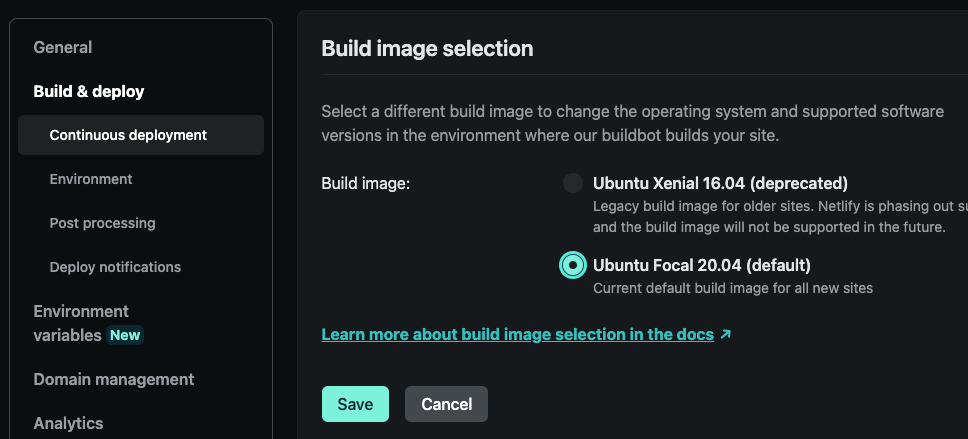 General
Build & deploy
Continuous deployment
Environment
Post processing
Deploy notifications
Environment
variables New
Domain management
Analytics
Build image selection
Select a different build image to change the operating system and supported software
versions in the environment where our buildbot builds your site.
Build image:
Ubuntu Xenial 16.04 (deprecated)
Legacy build image for older sites. Netlify is phasing out
and the build image will not be supported in the future.
Ubuntu Focal 20.04 (default)
Current default build image for all new sites
Learn more about build image selection in the docs ↗
Save
Cancel